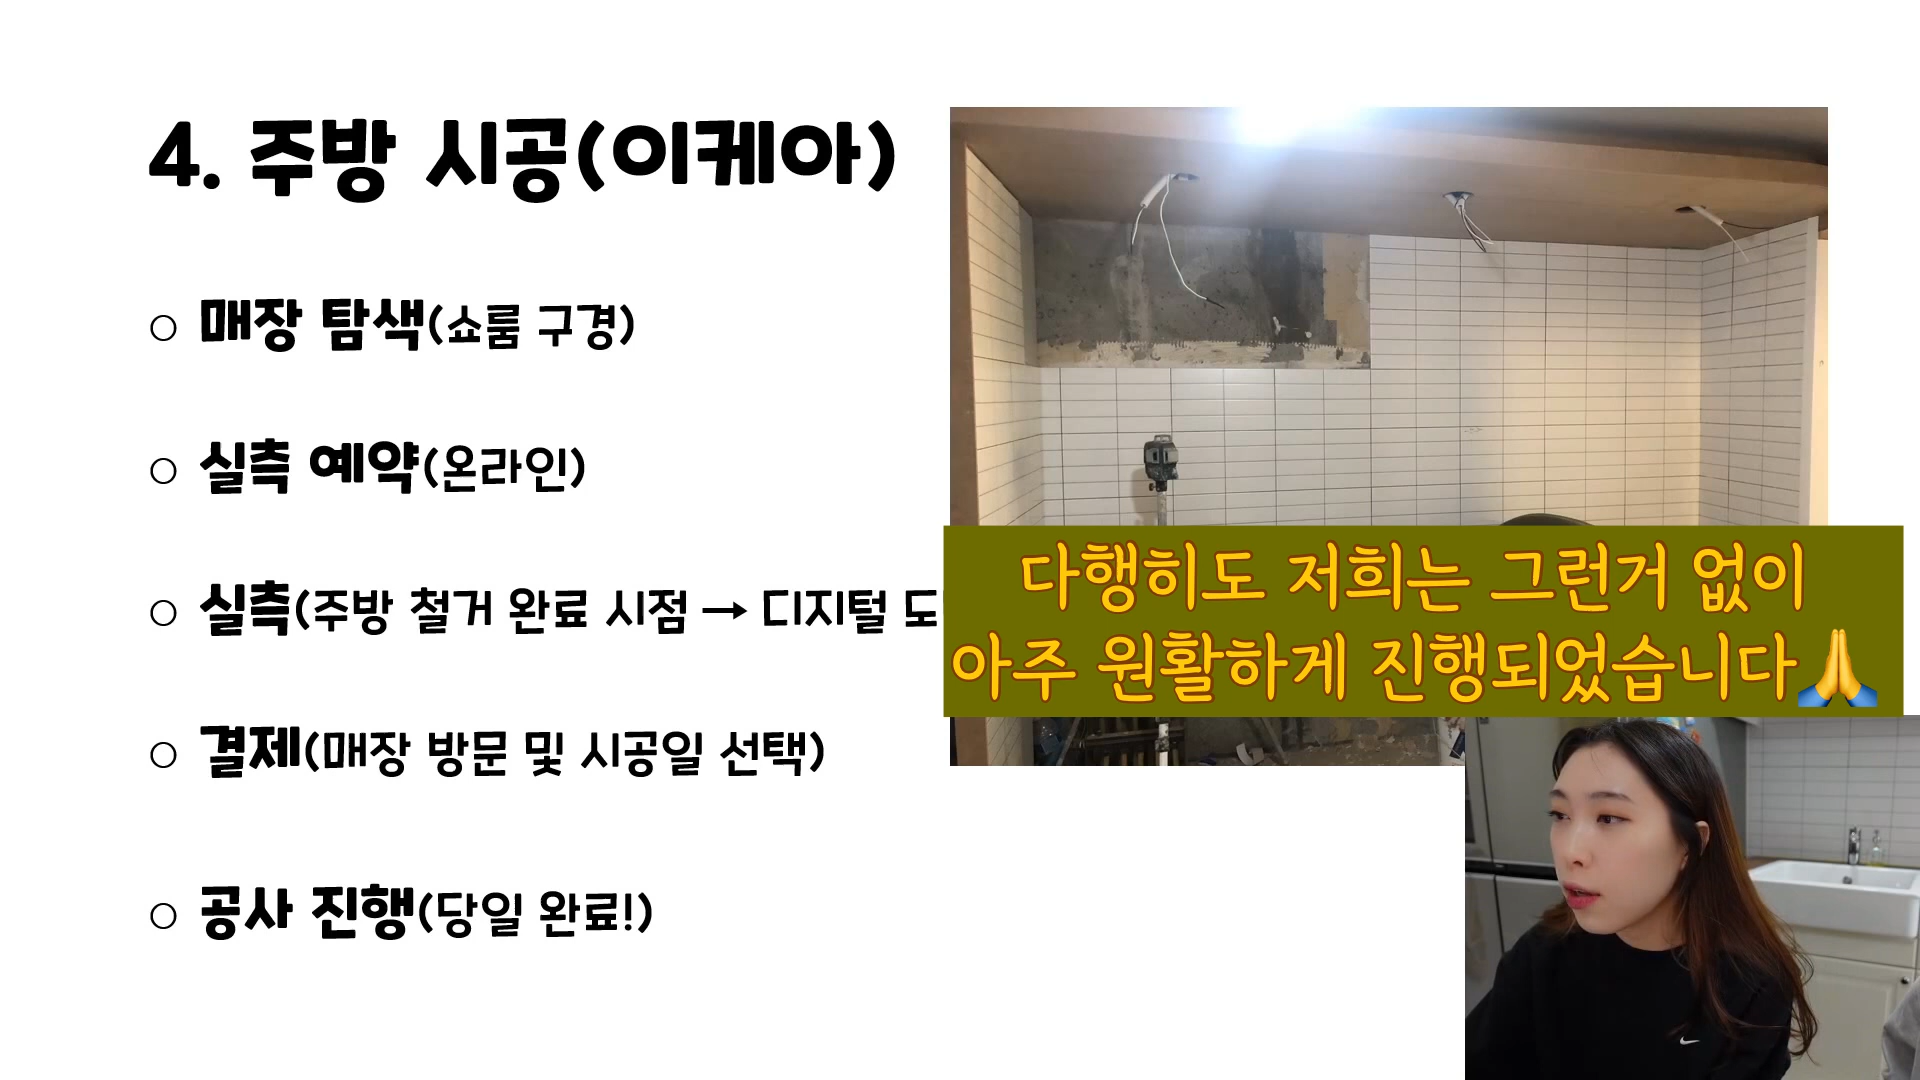 4. 주방 시공(이케아)
○ 매장 탐색(쇼룸 구경)
○ 실측 예약(온라인)
○ 실측(주방 철거 완료 시점 → 디지털
○ 결제(매장 방문 및 시공일 선택)
○ 공사 진행(당일 완료!)
다행히도 저희는 그런거 없이
아주 원활하게 진행되었습니다🙏